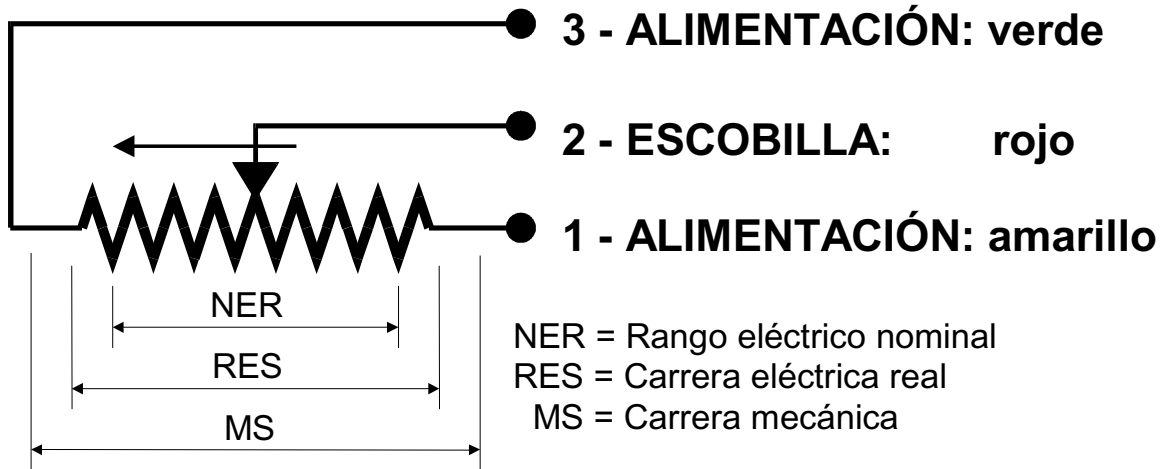 3 - ALIMENTACIÓN: verde
2 - ESCOBILLA: rojo
1 - ALIMENTACIÓN: amarillo
NER
RES
MS
NER = Rango eléctrico nominal
RES = Carrera eléctrica real
MS = Carrera mecánica